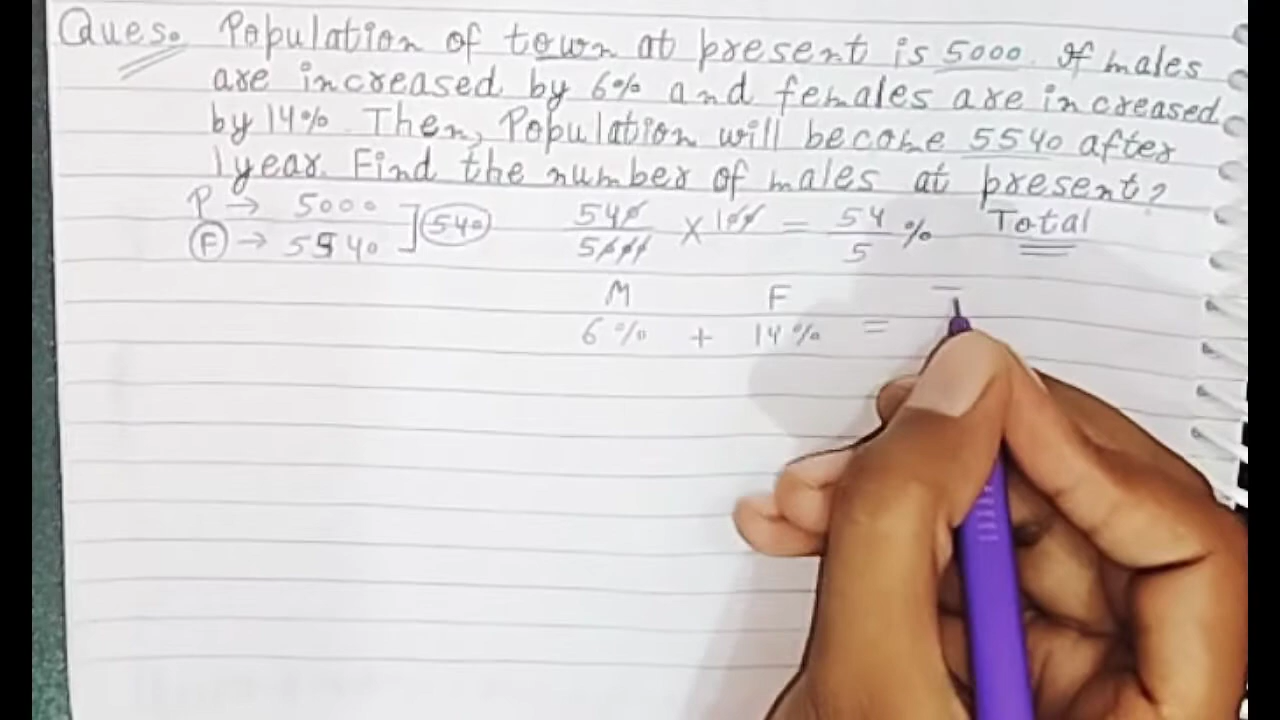 Ques. Population of town at present is 5000. If males
are increased by 6% and females are increased
by 14%. Then, Population will become 5540 after
1 year. Find the number of males at present?
P → 5000 ] 540 540/5000 × 100 = 54/5 % Total
F → 5540
M F T
6% + 14% =